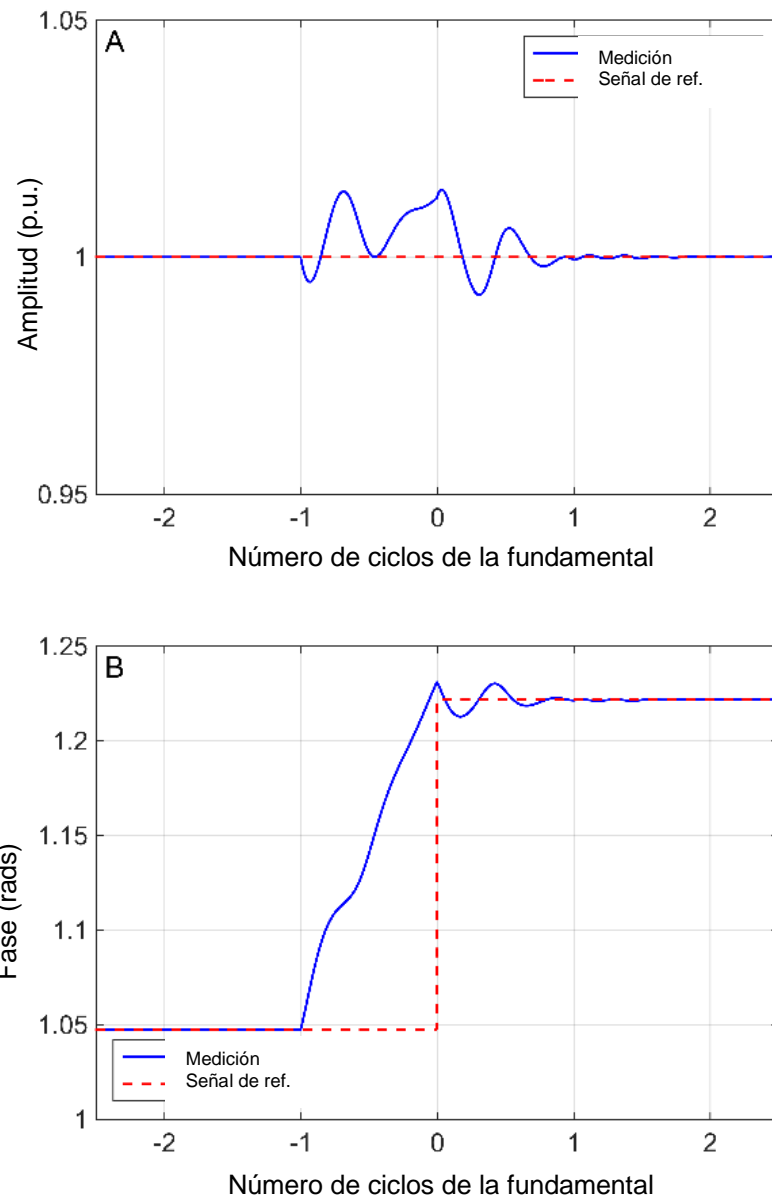 A
1.05
1
0.95
Amplitud (p.u.)
Medición
Señal de ref.
-2 -1 0 1 2
Número de ciclos de la fundamental
B
1.25
1.2
1.15
1.1
1.05
1
Fase (rads)
Medición
Señal de ref.
-2 -1 0 1 2
Número de ciclos de la fundamental